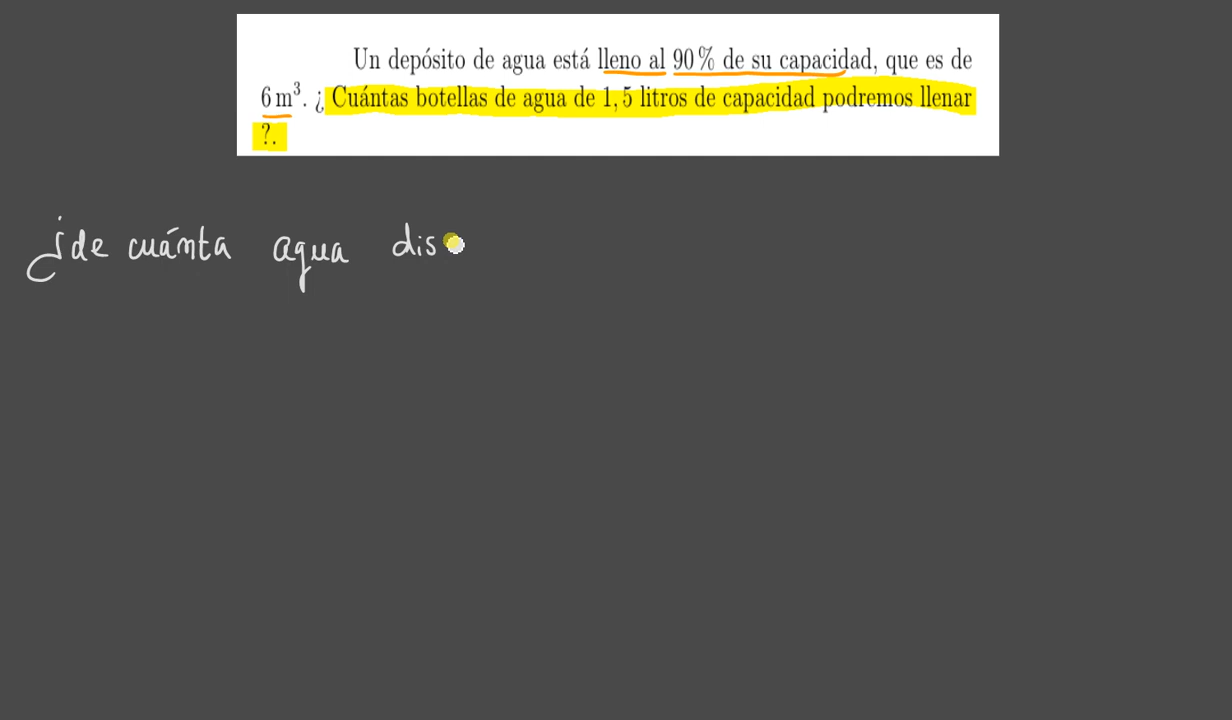 Un depósito de agua está lleno al 90 % de su capacidad, que es de
6 m³. ¿ Cuántas botellas de agua de 1, 5 litros de capacidad podremos llenar
?.
¿de cuánta agua dis